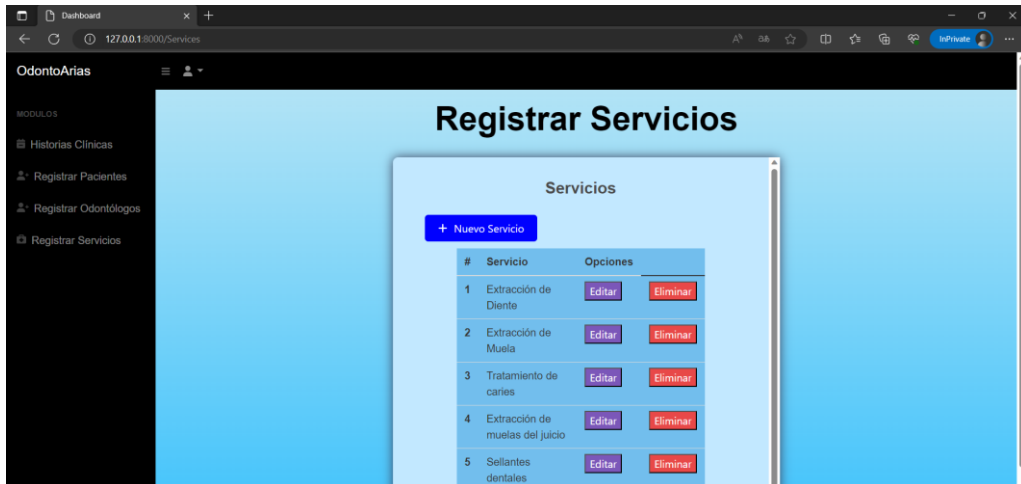 Dashboard
127.0.0.1:8000/Services
InPrivate
OdontoArias
MODULOS
Historias Clínicas
Registrar Pacientes
Registrar Odontólogos
Registrar Servicios
Registrar Servicios
Servicios
+ Nuevo Servicio
# Servicio Opciones
1 Extracción de Editar Eliminar
Diente
2 Extracción de Editar Eliminar
Muela
3 Tratamiento de Editar Eliminar
caries
4 Extracción de Editar Eliminar
muelas del juicio
5 Sellantes Editar Eliminar
dentales